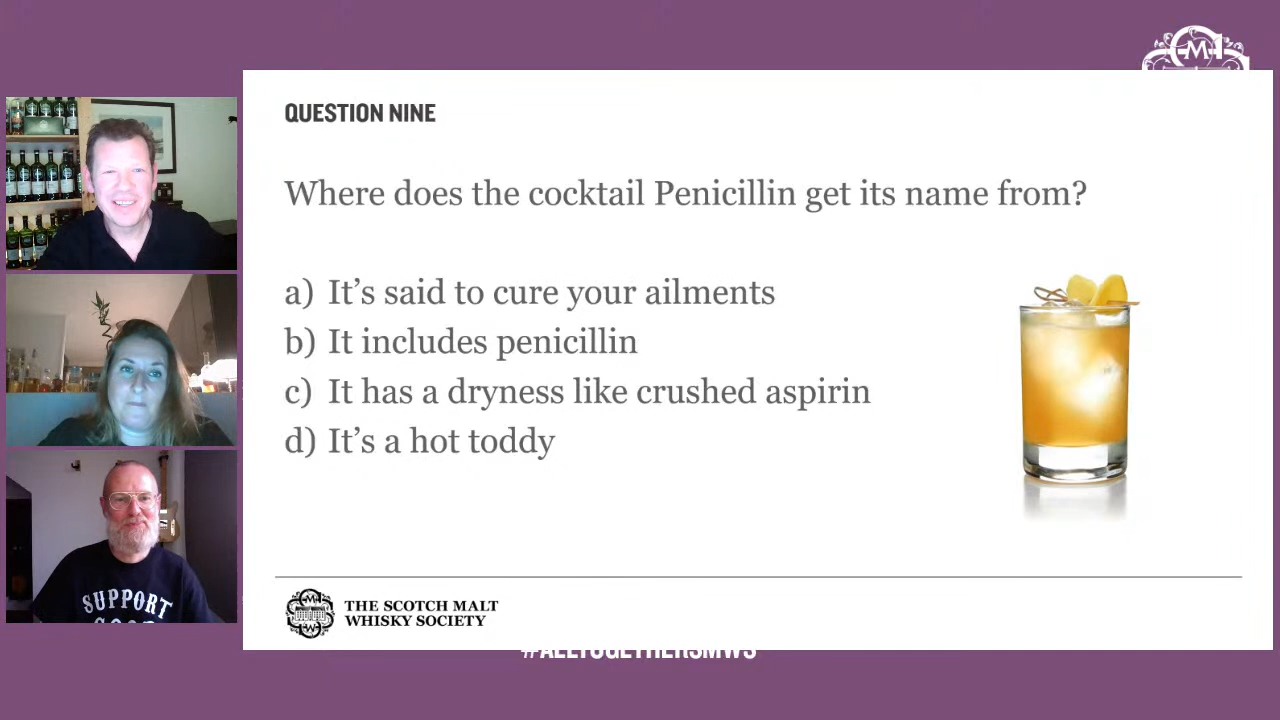 QUESTION NINE
Where does the cocktail Penicillin get its name from?
a) It’s said to cure your ailments
b) It includes penicillin
c) It has a dryness like crushed aspirin
d) It’s a hot toddy
THE SCOTCH MALT
WHISKY SOCIETY
#ALLTOGETHERSMWS
SUPPORT
M